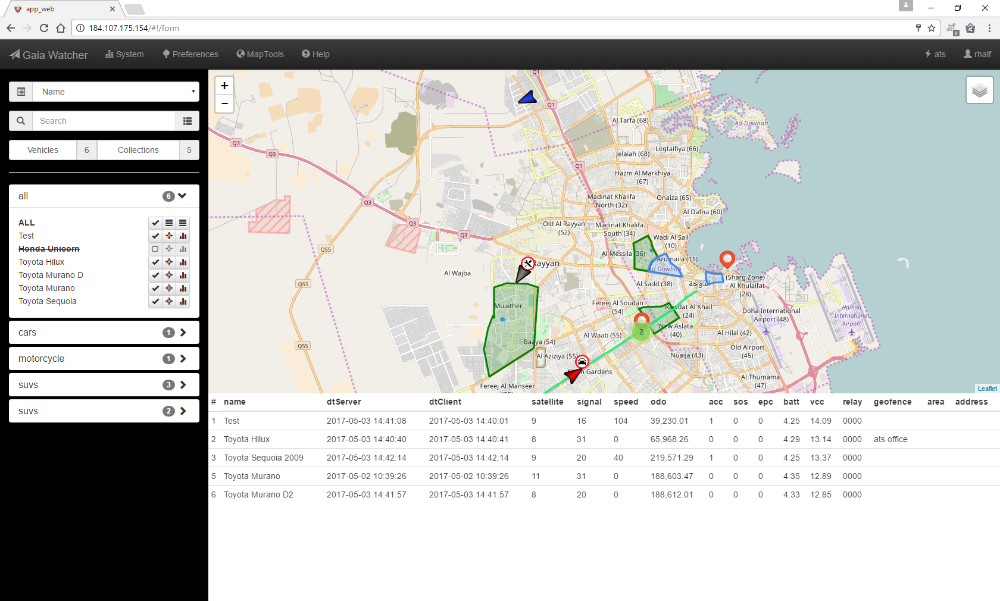 app_web
184.107.175.154/#!/form
0
Gaia Watcher System Preferences MapTools Help ats rhalf
Name
Search
Vehicles 6 Collections 5
all 6
ALL
Test
Honda Unicorn
Toyota Hilux
Toyota Murano D
Toyota Murano
Toyota Sequoia
cars 1
motorcycle 1
suvs 3
suvs 2
+
−
Q1
Q1
Q1
Q3
Q3
Q3
Q3
Q3
Q55
Q55
Q55
Al Tarfa (68)
Ad Dawhah
Legtaifiya (66)
Jelaiah (68)
Hazm Al Markhiya
(67)
Madinat Khalifa
North (32)
Onaiza (65)
Al Dafna (60)
Old Al Rayyan
(52)
Madinat Khalifa
South (34)
Wadi Al Sail
(10)
Al Messila (36)
Arumaila (11)
Ad Dawhah
Rayyan
Al Wajba
Al Sadd (38)
الدوحة
(Sharg Zone)
- Al Khulaifat
(28)
Muaither
Fereej Al Soudan
(54)
Rawdat Al Khail
(24)
Doha International
Airport (48)
Hamad
International
Airport
2
New Aslata
(40)
Al Waab (55)
Al Hilal (42)
Baaya (54)
Old Airport
(45)
Al Aziziya (55)
Nuaija (43)
Gardens
Al Thumama
(47)
Fereej Al Manseer
(55)
Leaflet
# name dtServer dtClient satellite signal speed odo acc sos epc batt vcc relay geofence area address
1 Test 2017-05-03 14:41:08 2017-05-03 14:40:01 9 16 104 39,230.01 1 0 0 4.25 14.09 0000
2 Toyota Hilux 2017-05-03 14:40:40 2017-05-03 14:40:41 8 31 0 65,968.26 0 0 0 4.29 13.14 0000 ats office
3 Toyota Sequoia 2009 2017-05-03 14:42:14 2017-05-03 14:42:14 9 20 40 219,571.29 1 0 0 4.25 13.37 0000
5 Toyota Murano 2017-05-02 10:39:26 2017-05-02 10:39:26 11 31 0 188,603.47 0 0 0 4.35 12.89 0000
6 Toyota Murano D2 2017-05-03 14:41:57 2017-05-03 14:41:57 8 20 0 188,612.01 0 0 0 4.33 12.85 0000